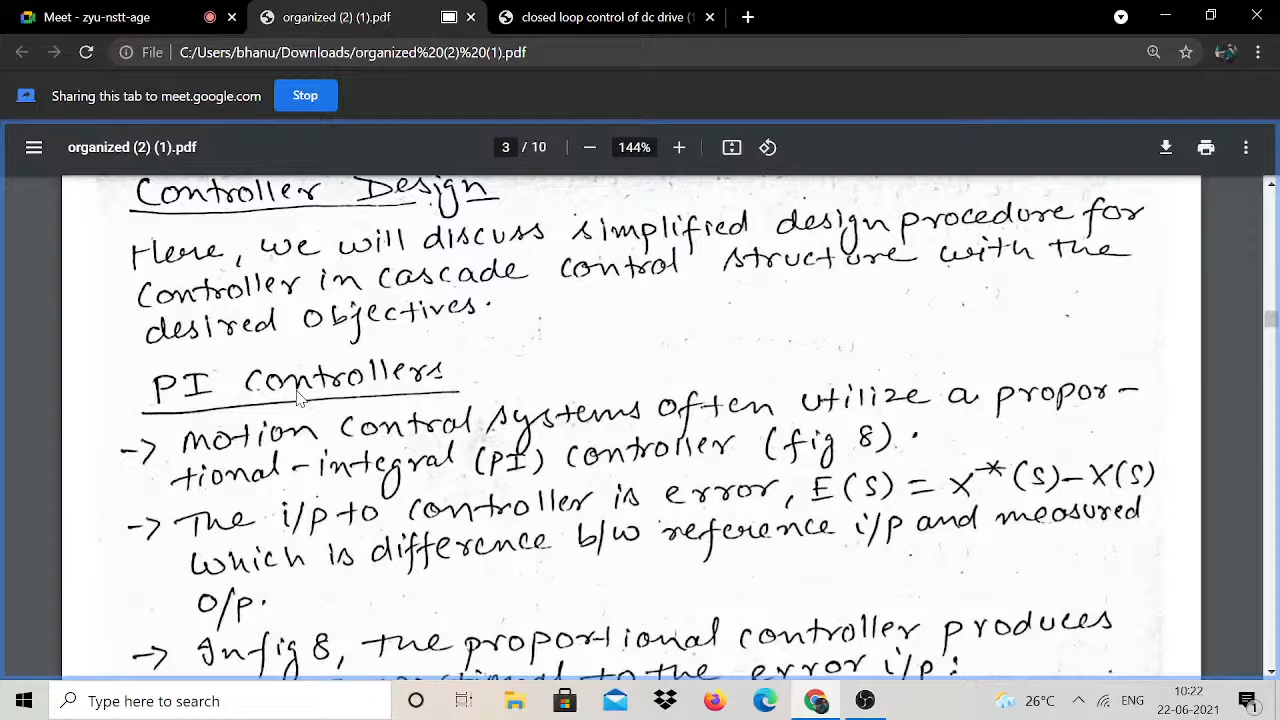 Meet - zyu-nstt-age
organized (2) (1).pdf
closed loop control of dc drive (1
File
C:/Users/bhanu/Downloads/organized%20(2)%20(1).pdf
Sharing this tab to meet.google.com
Stop
organized (2) (1).pdf
3 / 10
144%
Controller Design
Here, we will discuss simplified design procedure for
controller in cascade control structure with the
desired objectives.
PI Controllers
-> Motion control systems often utilize a propor-
tional-integral (PI) controller (fig 8).
-> The i/p to controller is error, E(S) = X*(S)-X(S)
which is difference b/w reference i/p and measured
o/p.
-> In fig 8, the proportional controller produces
to the error i/p:
Type here to search
26°C
ENG
10:22
22-06-2021
1